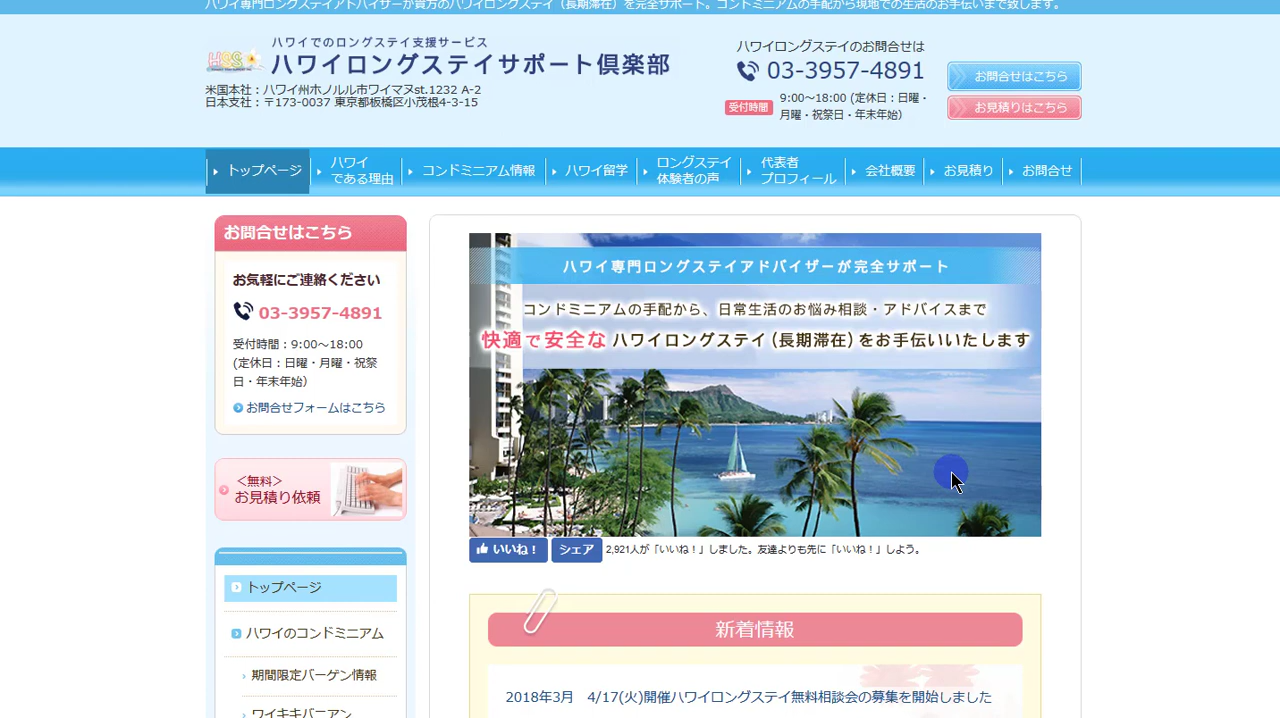 ハワイ専門ロングステイアドバイザーが貴方のハワイロングステイ（長期滞在）を完全サポート。コンドミニアムの手配から現地での生活のお手伝いまで致します。
ハワイでのロングステイ支援サービス
ハワイロングステイサポート倶楽部
米国本社：ハワイ州ホノルル市ワイマヌst.1232 A-2
日本支社：〒173-0037 東京都板橋区小茂根4-3-15
ハワイロングステイのお問合せは
03-3957-4891
受付時間
9:00～18:00 (定休日：日曜・
月曜・祝祭日・年末年始)
お問合せはこちら
お見積りはこちら
トップページ
ハワイ
である理由
コンドミニアム情報
ハワイ留学
ロングステイ
体験者の声
代表者
プロフィール
会社概要
お見積り
お問合せ
お問合せはこちら
お気軽にご連絡ください
03-3957-4891
受付時間：9:00～18:00
(定休日：日曜・月曜・祝祭
日・年末年始)
お問合せフォームはこちら
＜無料＞
お見積り依頼
トップページ
ハワイのコンドミニアム
期間限定バーゲン情報
ワイキキバニアン
ハワイ専門ロングステイアドバイザーが完全サポート
コンドミニアムの手配から、日常生活のお悩み相談・アドバイスまで
快適で安全な ハワイロングステイ（長期滞在）をお手伝いいたします
いいね！
シェア
2,921人が「いいね！」しました。友達よりも先に「いいね！」しよう。
新着情報
2018年3月 4/17(火)開催ハワイロングステイ無料相談会の募集を開始しました